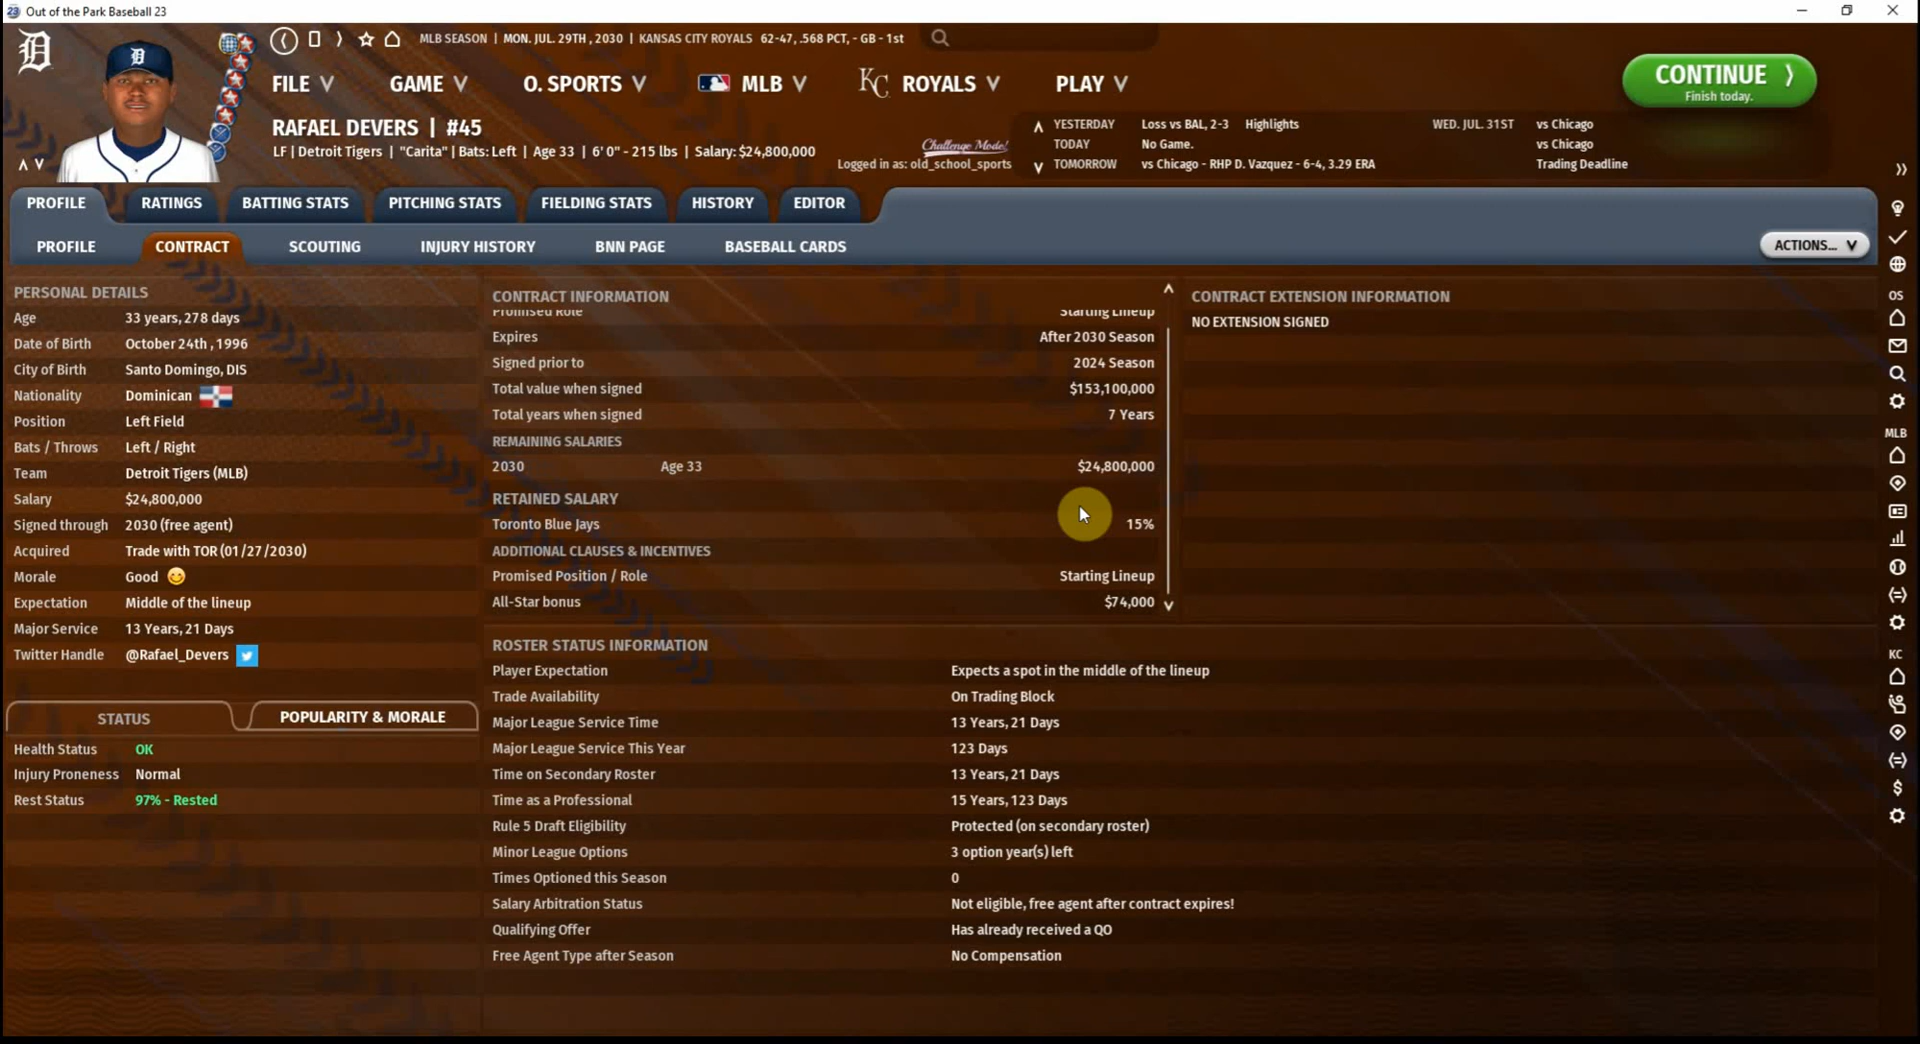 Out of the Park Baseball 23
MLB SEASON | MON. JUL. 29TH , 2030 | KANSAS CITY ROYALS 62-47, .568 PCT, - GB - 1st
FILE
GAME
O. SPORTS
MLB
ROYALS
PLAY
CONTINUE
Finish today.
RAFAEL DEVERS | #45
LF | Detroit Tigers | "Carita" | Bats: Left | Age 33 | 6' 0" - 215 lbs | Salary: $24,800,000
Challenge Mode!
Logged in as: old_school_sports
YESTERDAY Loss vs BAL, 2-3 Highlights WED. JUL. 31ST vs Chicago
TODAY No Game. vs Chicago
TOMORROW vs Chicago - RHP D. Vazquez - 6-4, 3.29 ERA Trading Deadline
PROFILE RATINGS BATTING STATS PITCHING STATS FIELDING STATS HISTORY EDITOR
PROFILE CONTRACT SCOUTING INJURY HISTORY BNN PAGE BASEBALL CARDS ACTIONS...
PERSONAL DETAILS
Age 33 years, 278 days
Date of Birth October 24th , 1996
City of Birth Santo Domingo, DIS
Nationality Dominican
Position Left Field
Bats / Throws Left / Right
Team Detroit Tigers (MLB)
Salary $24,800,000
Signed through 2030 (free agent)
Acquired Trade with TOR (01/27/2030)
Morale Good
Expectation Middle of the lineup
Major Service 13 Years, 21 Days
Twitter Handle @Rafael_Devers
STATUS POPULARITY & MORALE
Health Status OK
Injury Proneness Normal
Rest Status 97% - Rested
CONTRACT INFORMATION
Promised Role Starting Lineup
Expires After 2030 Season
Signed prior to 2024 Season
Total value when signed $153,100,000
Total years when signed 7 Years
REMAINING SALARIES
2030 Age 33 $24,800,000
RETAINED SALARY
Toronto Blue Jays 15%
ADDITIONAL CLAUSES & INCENTIVES
Promised Position / Role Starting Lineup
All-Star bonus $74,000
CONTRACT EXTENSION INFORMATION
NO EXTENSION SIGNED
ROSTER STATUS INFORMATION
Player Expectation Expects a spot in the middle of the lineup
Trade Availability On Trading Block
Major League Service Time 13 Years, 21 Days
Major League Service This Year 123 Days
Time on Secondary Roster 13 Years, 21 Days
Time as a Professional 15 Years, 123 Days
Rule 5 Draft Eligibility Protected (on secondary roster)
Minor League Options 3 option year(s) left
Times Optioned this Season 0
Salary Arbitration Status Not eligible, free agent after contract expires!
Qualifying Offer Has already received a QO
Free Agent Type after Season No Compensation
OS
MLB
KC